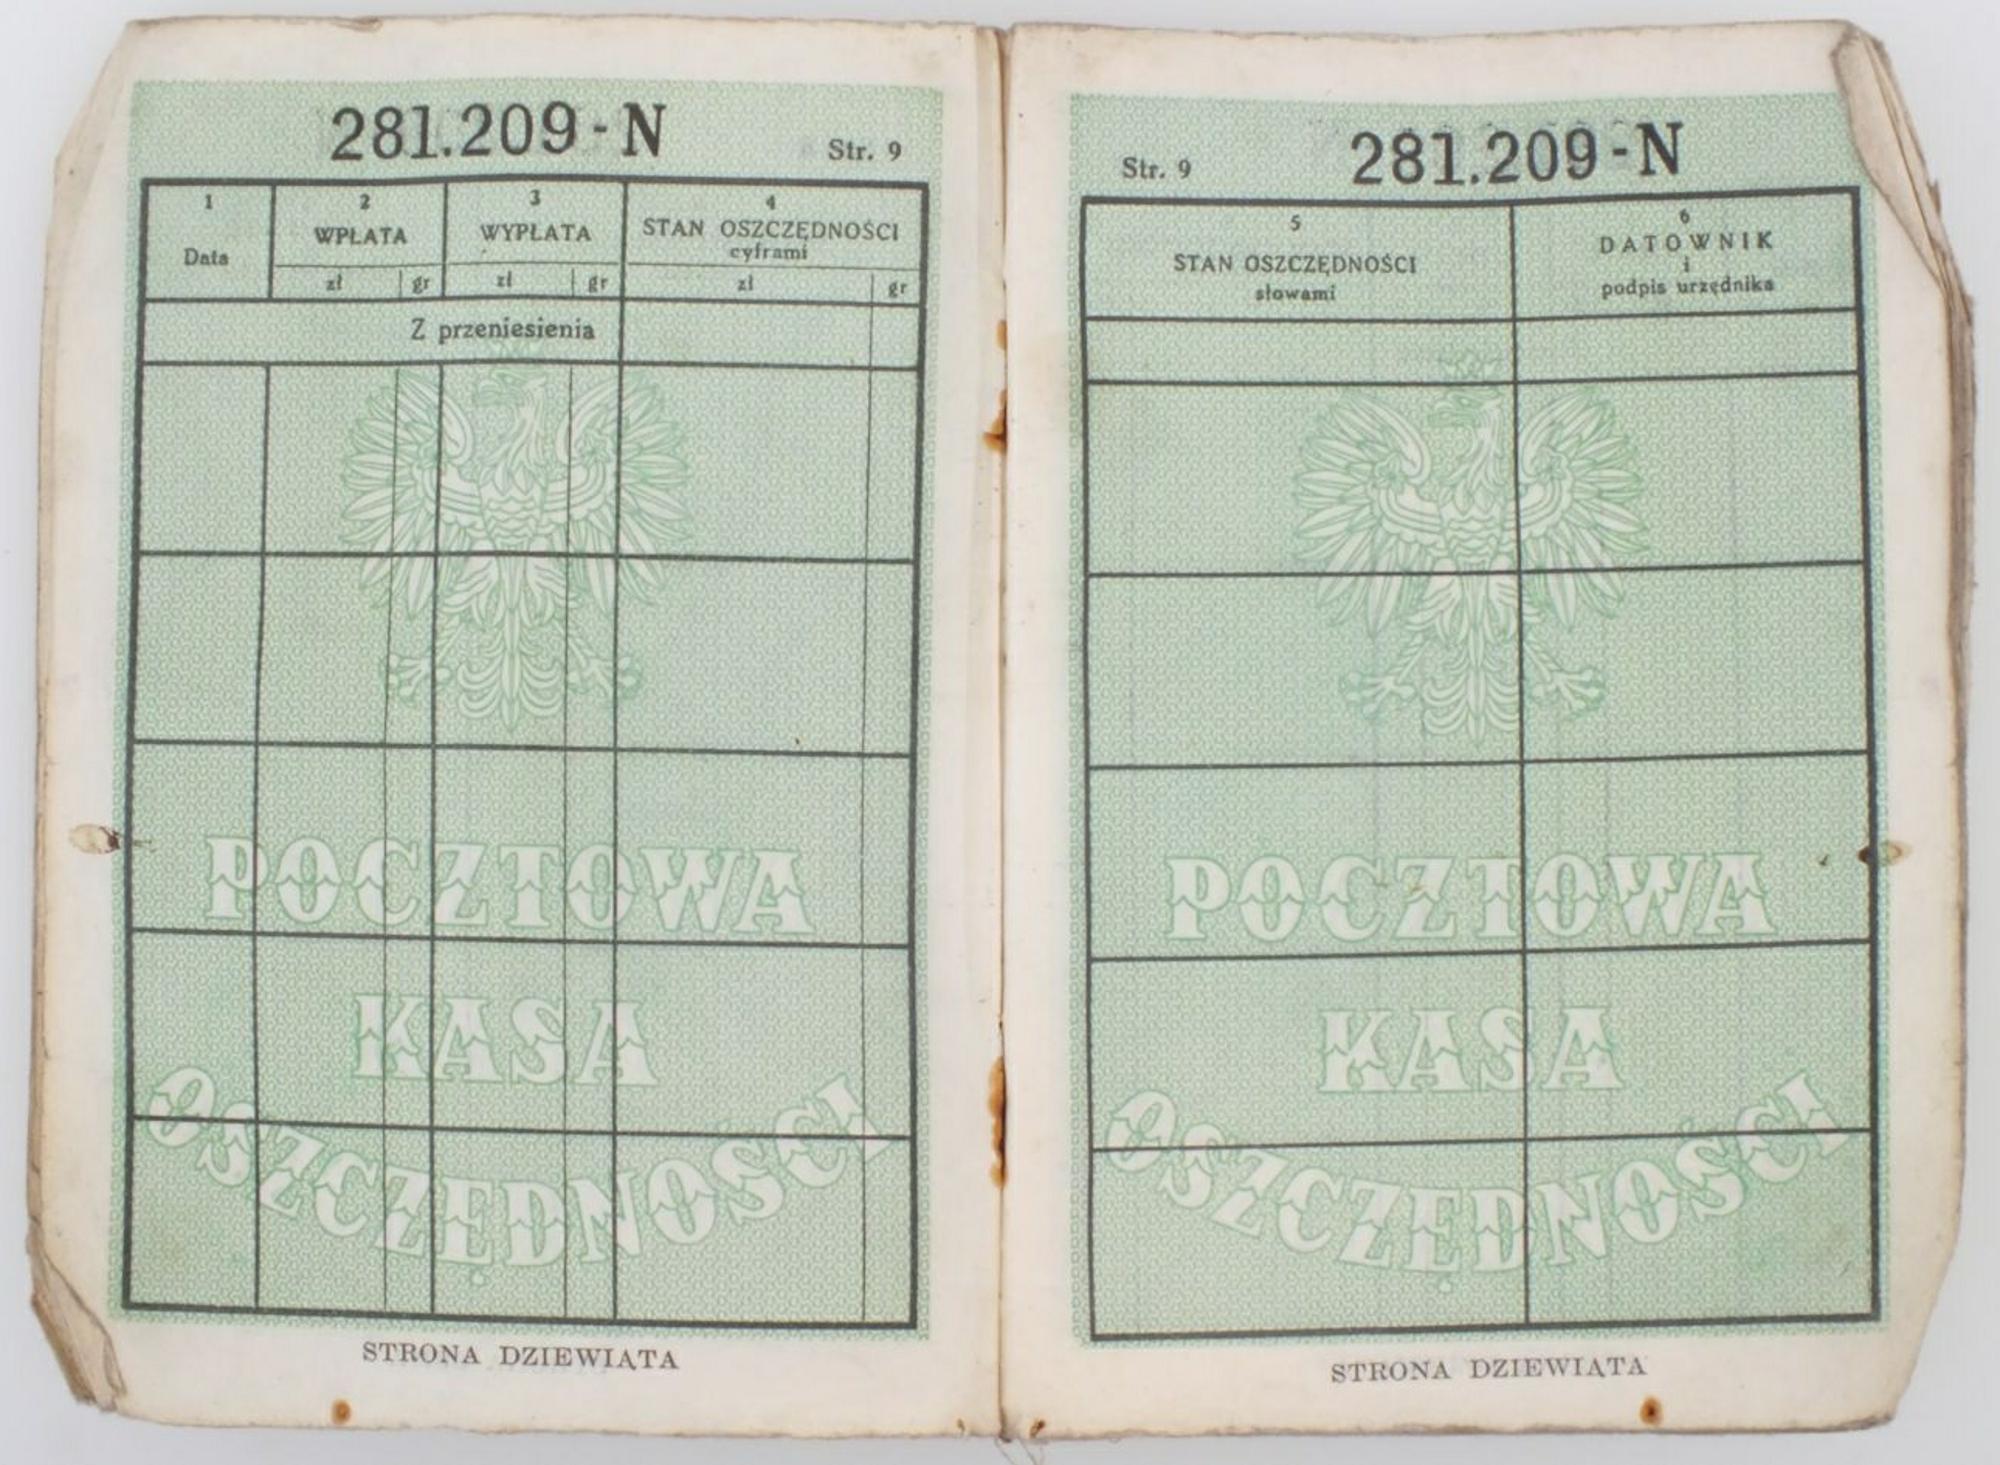 281.209-N
Str. 9
1
Data
2
WPŁATA
zł gr
3
WYPŁATA
zł gr
4
STAN OSZCZĘDNOŚCI
cyframi
zł gr
Z przeniesienia
POCZTOWA
KASA
OSZCZĘDNOŚCI
STRONA DZIEWIĄTA
Str. 9
281.209-N
5
STAN OSZCZĘDNOŚCI
słowami
6
DATOWNIK
i
podpis urzędnika
POCZTOWA
KASA
OSZCZĘDNOŚCI
STRONA DZIEWIĄTA